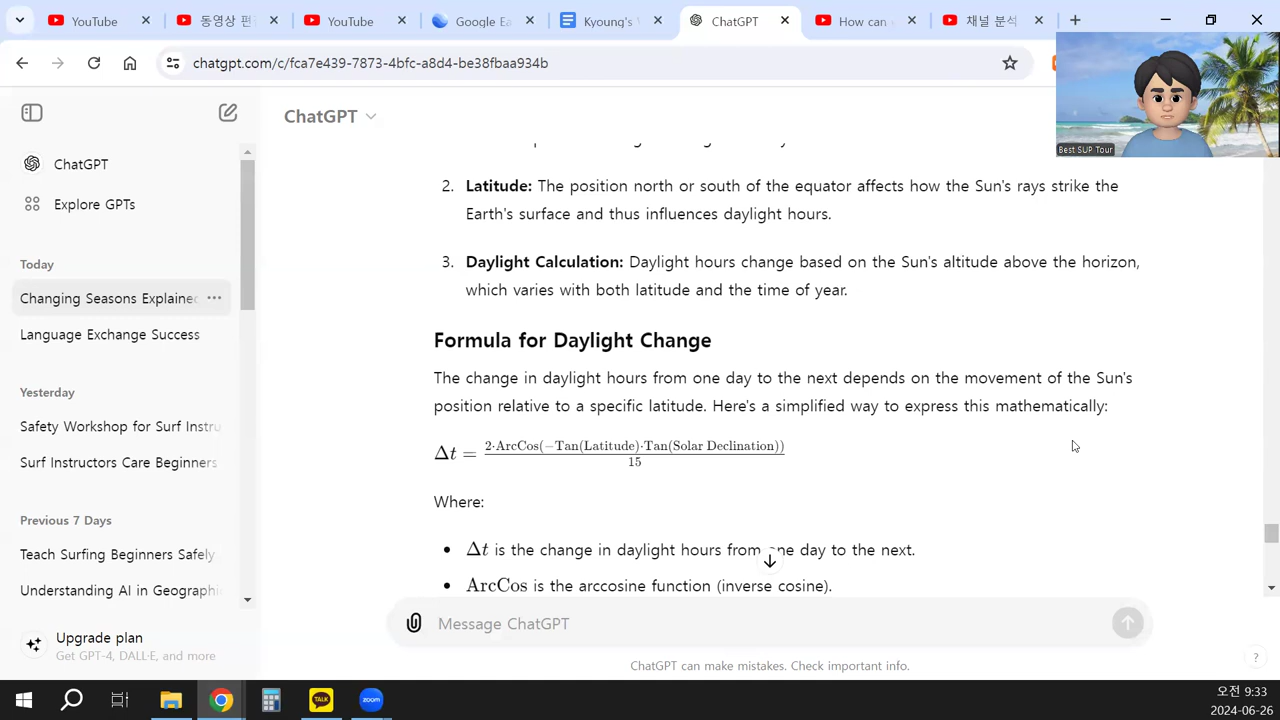 YouTube
동영상 편
YouTube
Google Ea
Kyoung's
ChatGPT
How can
채널 분석
chatgpt.com/c/fca7e439-7873-4bfc-a8d4-be38fbaa934b
Best SUP Tour
ChatGPT
ChatGPT
Explore GPTs
Today
Changing Seasons Explained
Language Exchange Success
Yesterday
Safety Workshop for Surf Instru
Surf Instructors Care Beginners
Previous 7 Days
Teach Surfing Beginners Safely
Understanding AI in Geographi
Upgrade plan
Get GPT-4, DALL·E, and more
2. Latitude: The position north or south of the equator affects how the Sun's rays strike the
Earth's surface and thus influences daylight hours.
3. Daylight Calculation: Daylight hours change based on the Sun's altitude above the horizon,
which varies with both latitude and the time of year.
Formula for Daylight Change
The change in daylight hours from one day to the next depends on the movement of the Sun's
position relative to a specific latitude. Here's a simplified way to express this mathematically:
Δt = 2·ArcCos(−Tan(Latitude)·Tan(Solar Declination))
15
Where:
• Δt is the change in daylight hours from one day to the next.
• ArcCos is the arccosine function (inverse cosine).
Message ChatGPT
ChatGPT can make mistakes. Check important info.
?
TALK
zoom
오전 9:33
2024-06-26